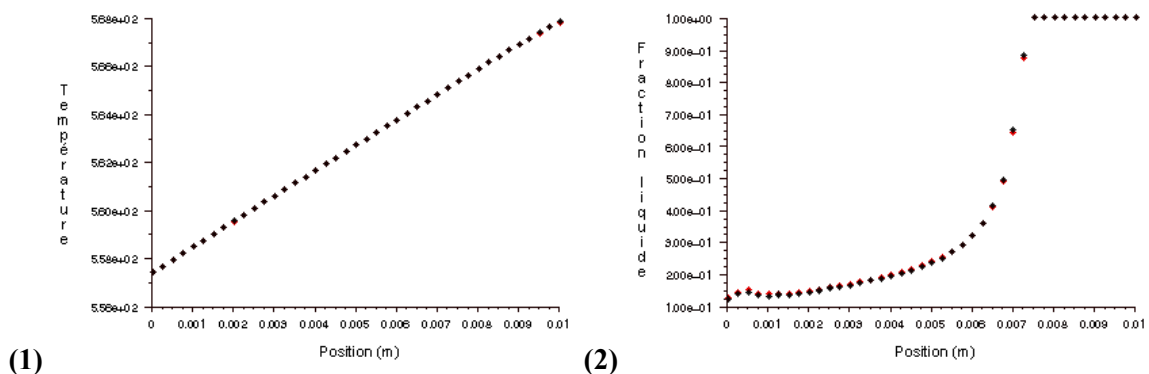 5.68e+02
5.66e+02
5.64e+02
5.62e+02
5.60e+02
5.58e+02
5.56e+02
Température
0 0.001 0.002 0.003 0.004 0.005 0.006 0.007 0.008 0.009 0.01
Position (m)
(1)
1.00e+00
9.00e-01
8.00e-01
7.00e-01
6.00e-01
5.00e-01
4.00e-01
3.00e-01
2.00e-01
1.00e-01
Fraction liquide
0 0.001 0.002 0.003 0.004 0.005 0.006 0.007 0.008 0.009 0.01
Position (m)
(2)